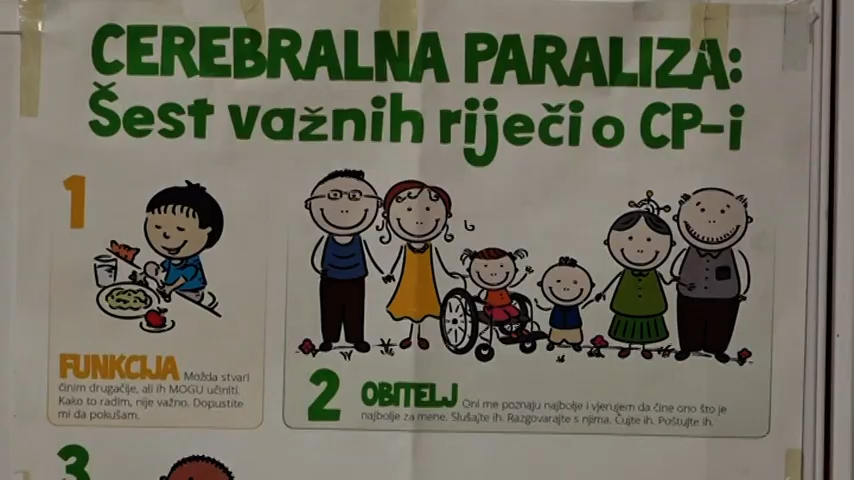 CEREBRALNA PARALIZA:
Šest važnih riječi o CP-i
1
FUNKCIJA Možda stvari
činim drugačije, ali ih MOGU učiniti.
Kako to radim, nije važno. Dopustite
mi da pokušam.
2 OBITELJ Oni me poznaju najbolje i vjerujem da čine ono što je
najbolje za mene. Slušajte ih. Razgovarajte s njima. Čujte ih. Poštujte ih.
3